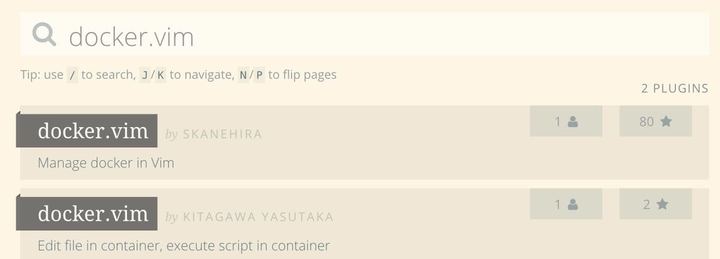 docker.vim
Tip: use / to search, J/K to navigate, N/P to flip pages
2 PLUGINS
docker.vim by SKANEHIRA 1 80
Manage docker in Vim
docker.vim by KITAGAWA YASUTAKA 1 2
Edit file in container, execute script in container